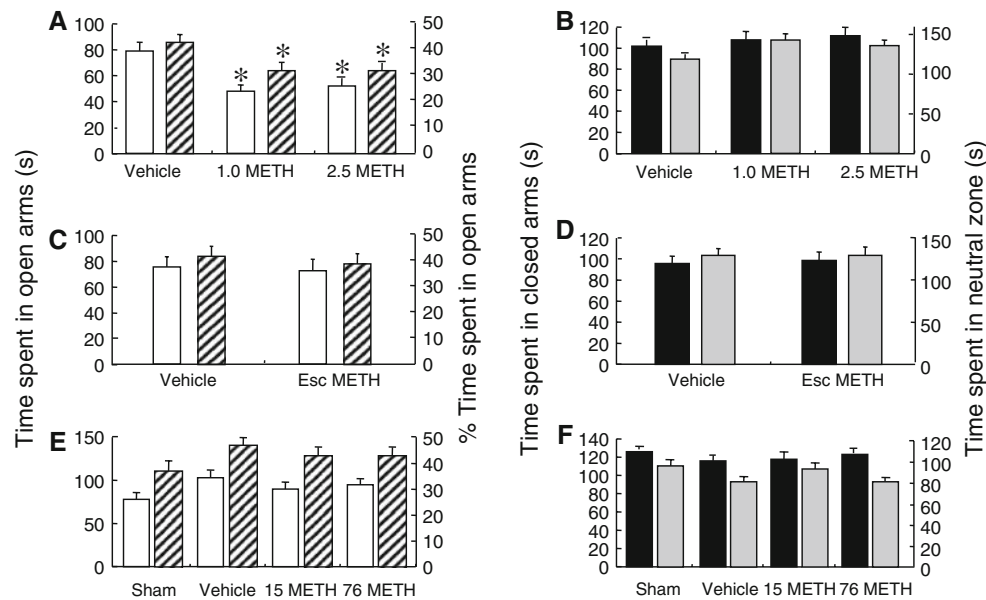 A
100
80
60
40
20
0
50
40
30
20
10
0
*
*
*
*
Vehicle
1.0 METH
2.5 METH
B
120
100
80
60
40
20
0
150
100
50
0
Vehicle
1.0 METH
2.5 METH
C
100
80
60
40
20
0
50
40
30
20
10
0
Vehicle
Esc METH
D
120
100
80
60
40
20
0
150
100
50
0
Vehicle
Esc METH
E
150
100
50
0
50
40
30
20
10
0
Sham
Vehicle
15 METH
76 METH
F
140
120
100
80
60
40
20
0
120
100
80
60
40
20
0
Sham
Vehicle
15 METH
76 METH
Time spent in open arms (s)
% Time spent in open arms
Time spent in closed arms (s)
Time spent in neutral zone (s)